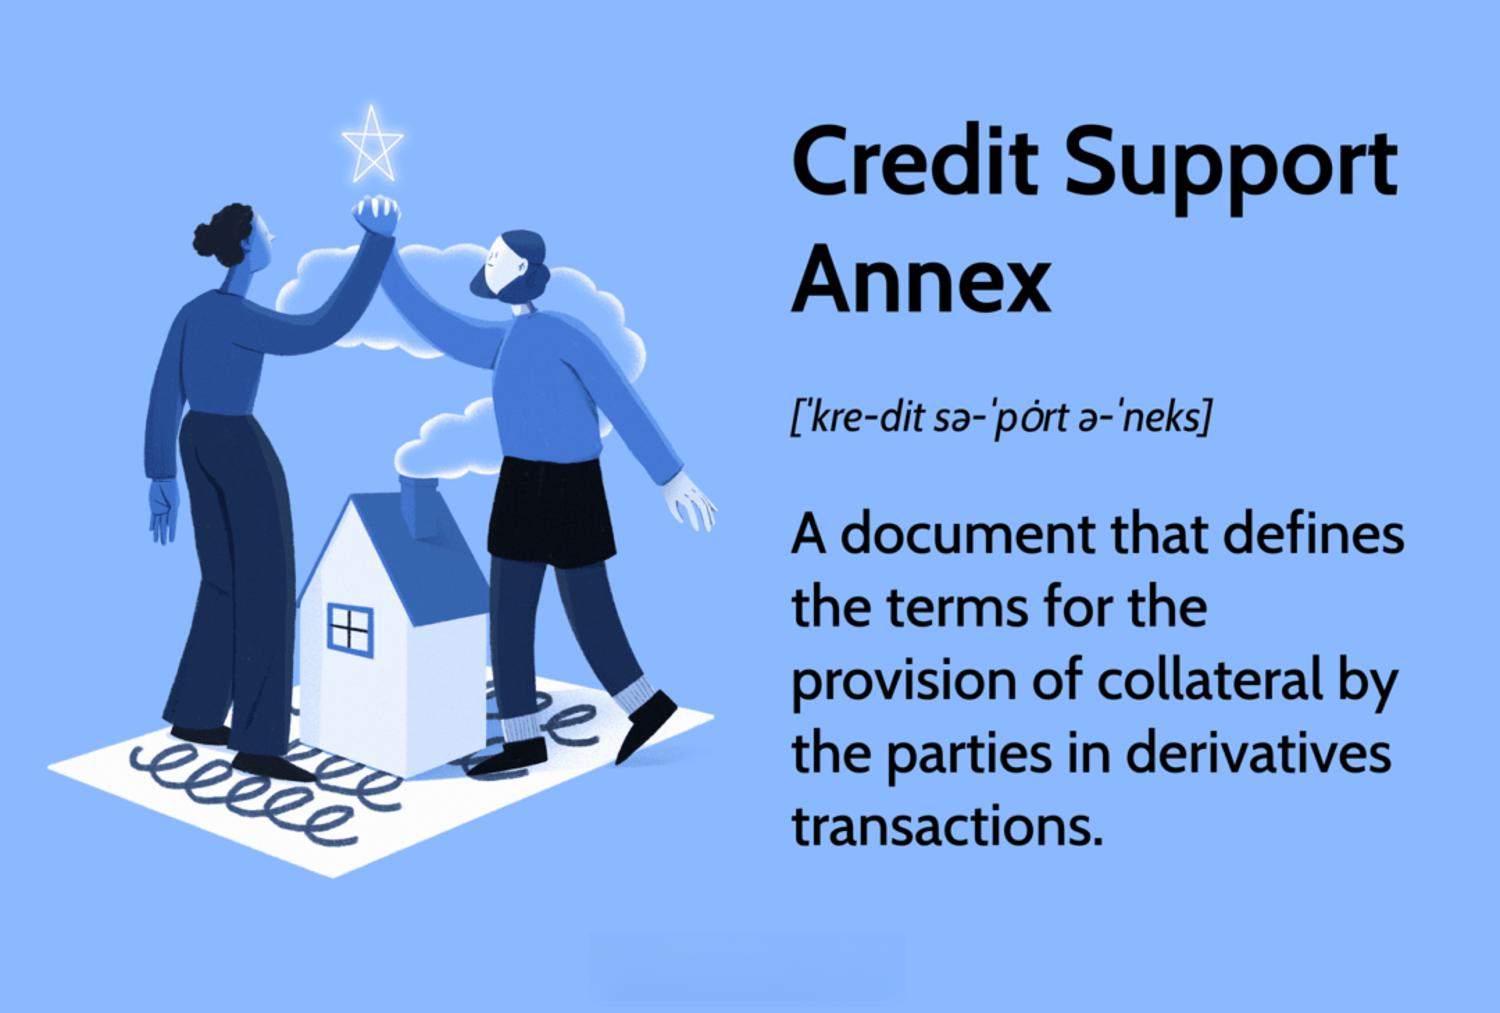 Credit Support
Annex
[ˈkre-dit sə-ˈpȯrt ə-ˈneks]
A document that defines
the terms for the
provision of collateral by
the parties in derivatives
transactions.